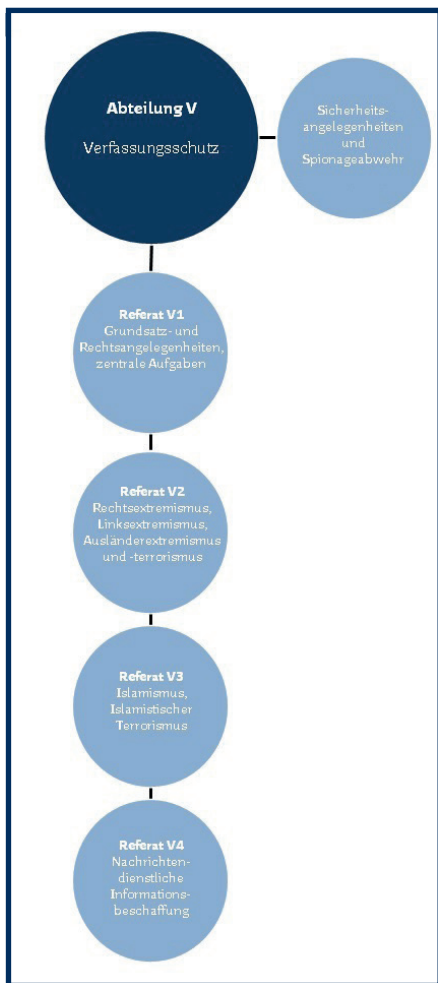 Abteilung V
Verfassungsschutz
Sicherheits-
angelegenheiten
und
Spionageabwehr
Referat V1
Grundsatz- und
Rechtsangelegenheiten,
zentrale Aufgaben
Referat V2
Rechtsextremismus,
Linksextremismus,
Ausländerextremismus
und -terrorismus
Referat V3
Islamismus,
Islamistischer
Terrorismus
Referat V4
Nachrichten-
dienstliche
Informations-
beschaffung